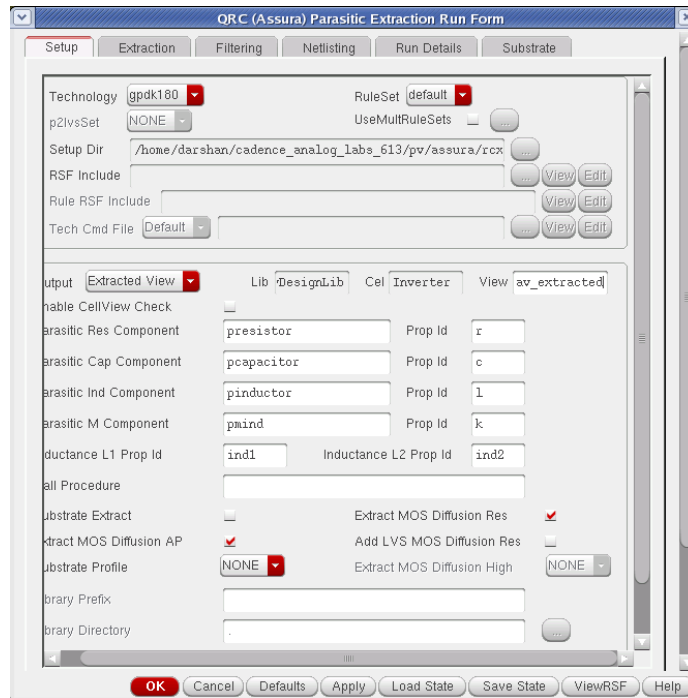 QRC (Assura) Parasitic Extraction Run Form
Setup Extraction Filtering Netlisting Run Details Substrate
Technology gpdk180 RuleSet default
p2lvsSet NONE UseMultRuleSets ...
Setup Dir /home/darshan/cadence_analog_labs_613/pv/assura/rcx ...
RSF Include ... View Edit
Rule RSF Include View Edit
Tech Cmd File Default ... View Edit
utput Extracted View Lib DesignLib Cel Inverter View av_extracted
nable CellView Check
arasitic Res Component presistor Prop Id r
arasitic Cap Component pcapacitor Prop Id c
arasitic Ind Component pinductor Prop Id l
arasitic M Component pmind Prop Id k
ductance L1 Prop Id ind1 Inductance L2 Prop Id ind2
all Procedure
ubstrate Extract Extract MOS Diffusion Res
xtract MOS Diffusion AP Add LVS MOS Diffusion Res
ubstrate Profile NONE Extract MOS Diffusion High NONE
brary Prefix
brary Directory . ...
OK Cancel Defaults Apply Load State Save State ViewRSF Help